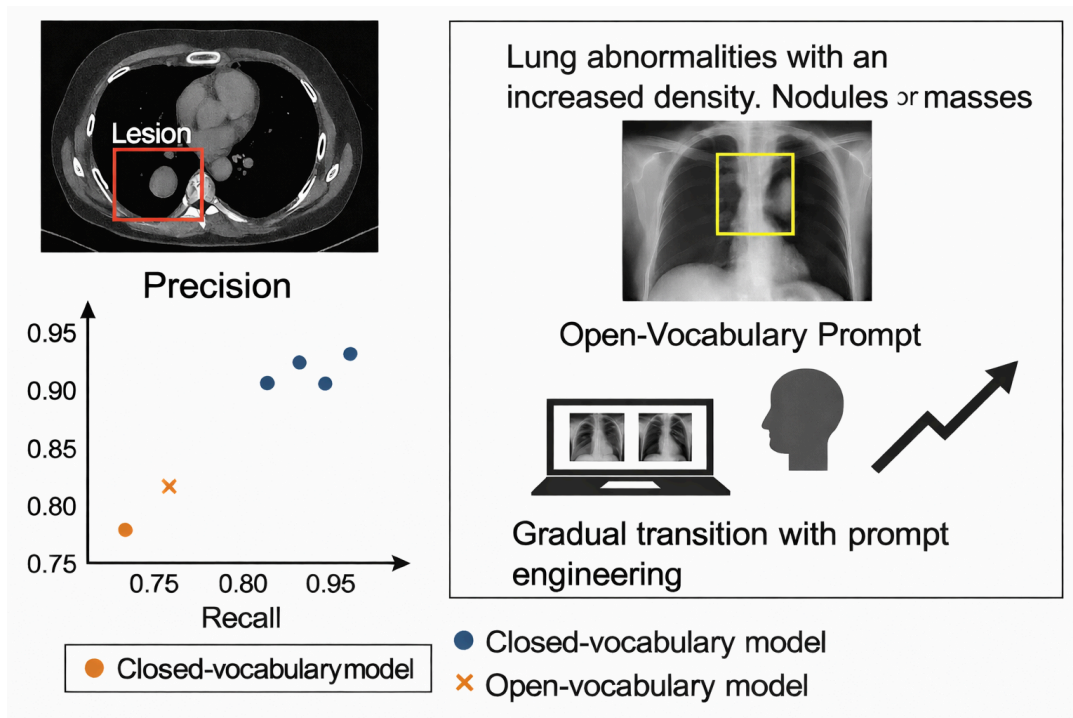 Lesion
Precision
0.95
0.90
0.85
0.80
0.75
0.75 0.80 0.95
Recall
Closed-vocabulary model
Lung abnormalities with an
increased density. Nodules or masses
Open-Vocabulary Prompt
Gradual transition with prompt
engineering
Closed-vocabulary model
Open-vocabulary model